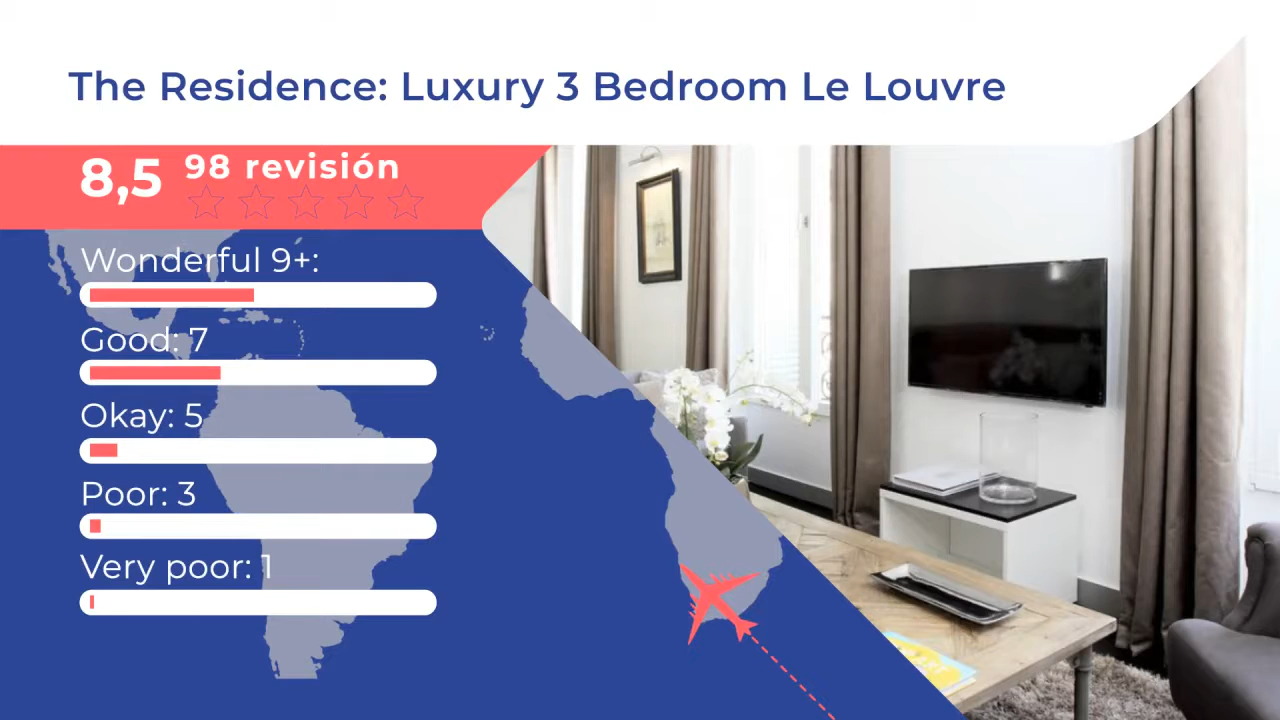 The Residence: Luxury 3 Bedroom Le Louvre
8,5
98 revisión
Wonderful 9+:
Good: 7
Okay: 5
Poor: 3
Very poor: 1